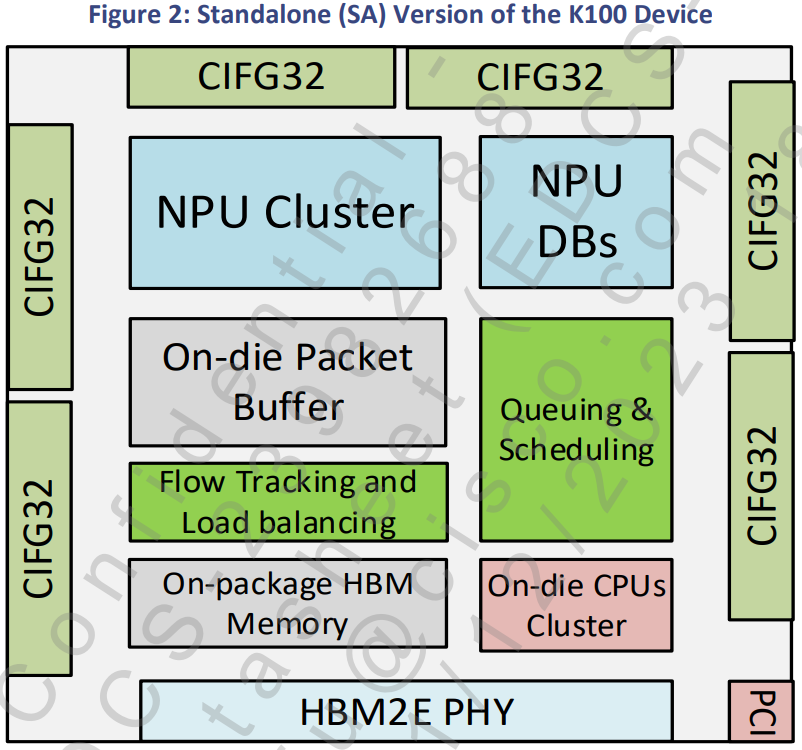 Figure 2: Standalone (SA) Version of the K100 Device
CIFG32
CIFG32
CIFG32
CIFG32
NPU Cluster
NPU
DBs
On-die Packet
Buffer
Queuing &
Scheduling
CIFG32
CIFG32
Flow Tracking and
Load balancing
On-package HBM
Memory
On-die CPUs
Cluster
HBM2E PHY
PCI